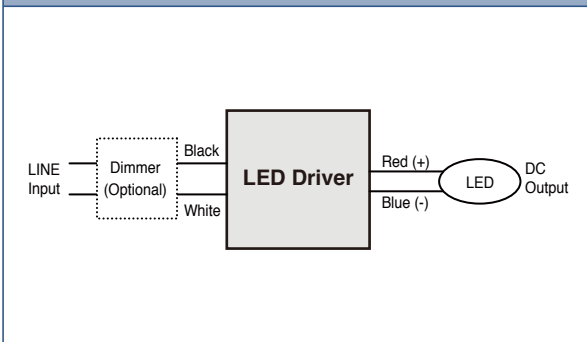 LINE
Input
Dimmer
(Optional)
Black
White
LED Driver
Red (+)
Blue (-)
LED
DC
Output